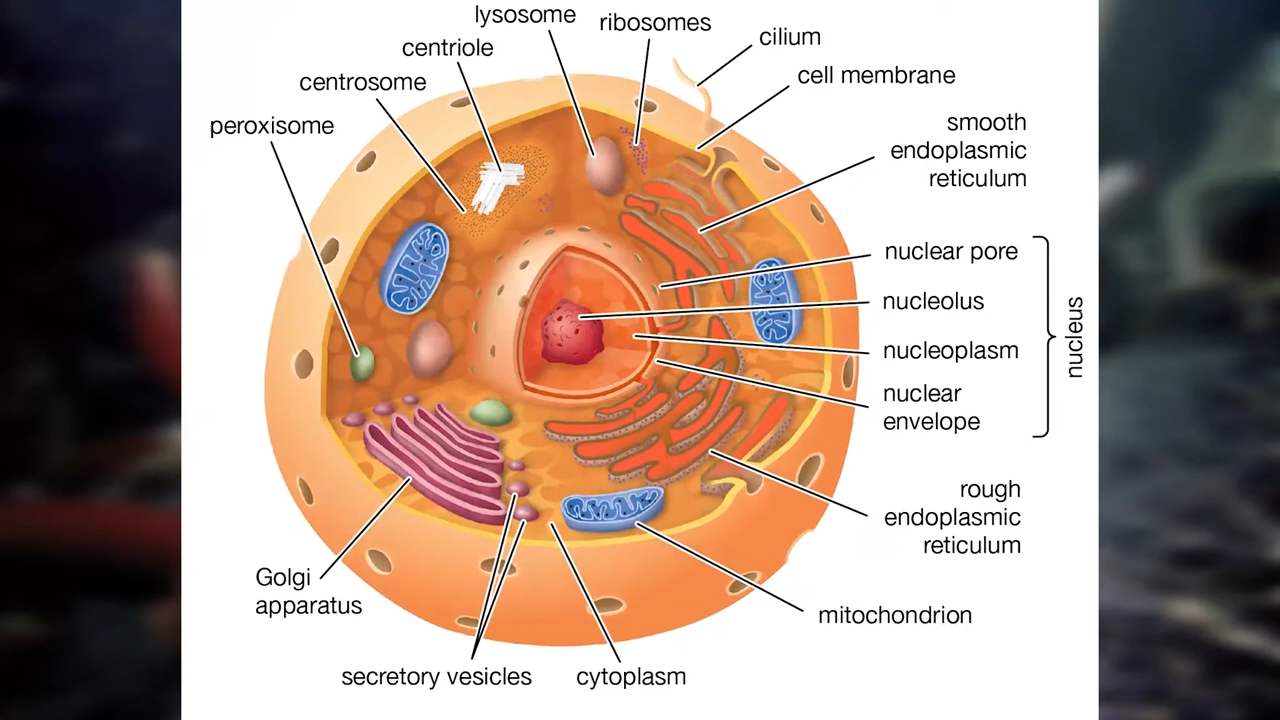 lysosome
ribosomes
cilium
centriole
cell membrane
centrosome
peroxisome
smooth
endoplasmic
reticulum
nuclear pore
nucleolus
nucleoplasm
nuclear
envelope
nucleus
rough
endoplasmic
reticulum
Golgi
apparatus
mitochondrion
secretory vesicles
cytoplasm